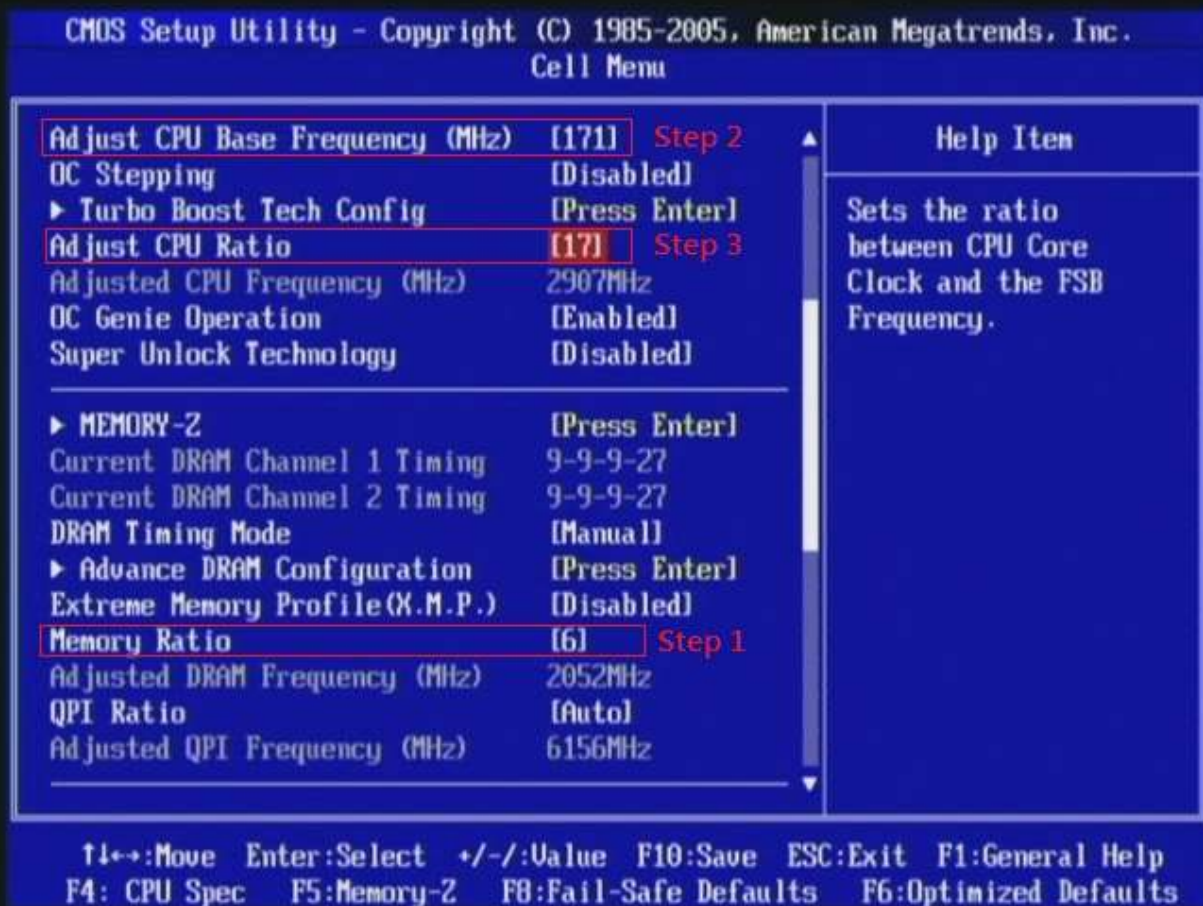 CMOS Setup Utility - Copyright (C) 1985-2005, American Megatrends, Inc.
Cell Menu
Adjust CPU Base Frequency (MHz) [171] Step 2
OC Stepping [Disabled]
▶ Turbo Boost Tech Config [Press Enter]
Adjust CPU Ratio [17] Step 3
Adjusted CPU Frequency (MHz) 2907MHz
OC Genie Operation [Enabled]
Super Unlock Technology [Disabled]
▶ MEMORY-Z [Press Enter]
Current DRAM Channel 1 Timing 9-9-9-27
Current DRAM Channel 2 Timing 9-9-9-27
DRAM Timing Mode [Manual]
▶ Advance DRAM Configuration [Press Enter]
Extreme Memory Profile(X.M.P.) [Disabled]
Memory Ratio [6] Step 1
Adjusted DRAM Frequency (MHz) 2052MHz
QPI Ratio [Auto]
Adjusted QPI Frequency (MHz) 6156MHz
Help Item
Sets the ratio
between CPU Core
Clock and the FSB
Frequency.
↑↓←→:Move Enter:Select +/-/:Value F10:Save ESC:Exit F1:General Help
F4: CPU Spec F5:Memory-Z F8:Fail-Safe Defaults F6:Optimized Defaults